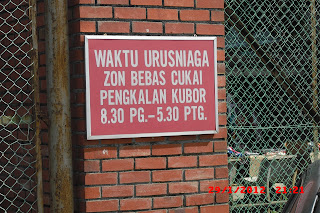 WAKTU URUSNIAGA
ZON BEBAS CUKAI
PENGKALAN KUBOR
8.30 PG.-5.30 PTG.